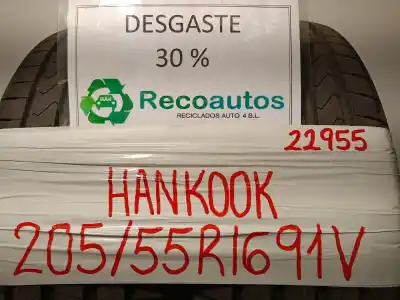 DESGASTE
30 %
Recoautos
RECICLADOS AUTO 4 S.L.
22955
HANKOOK
205/55R1691V